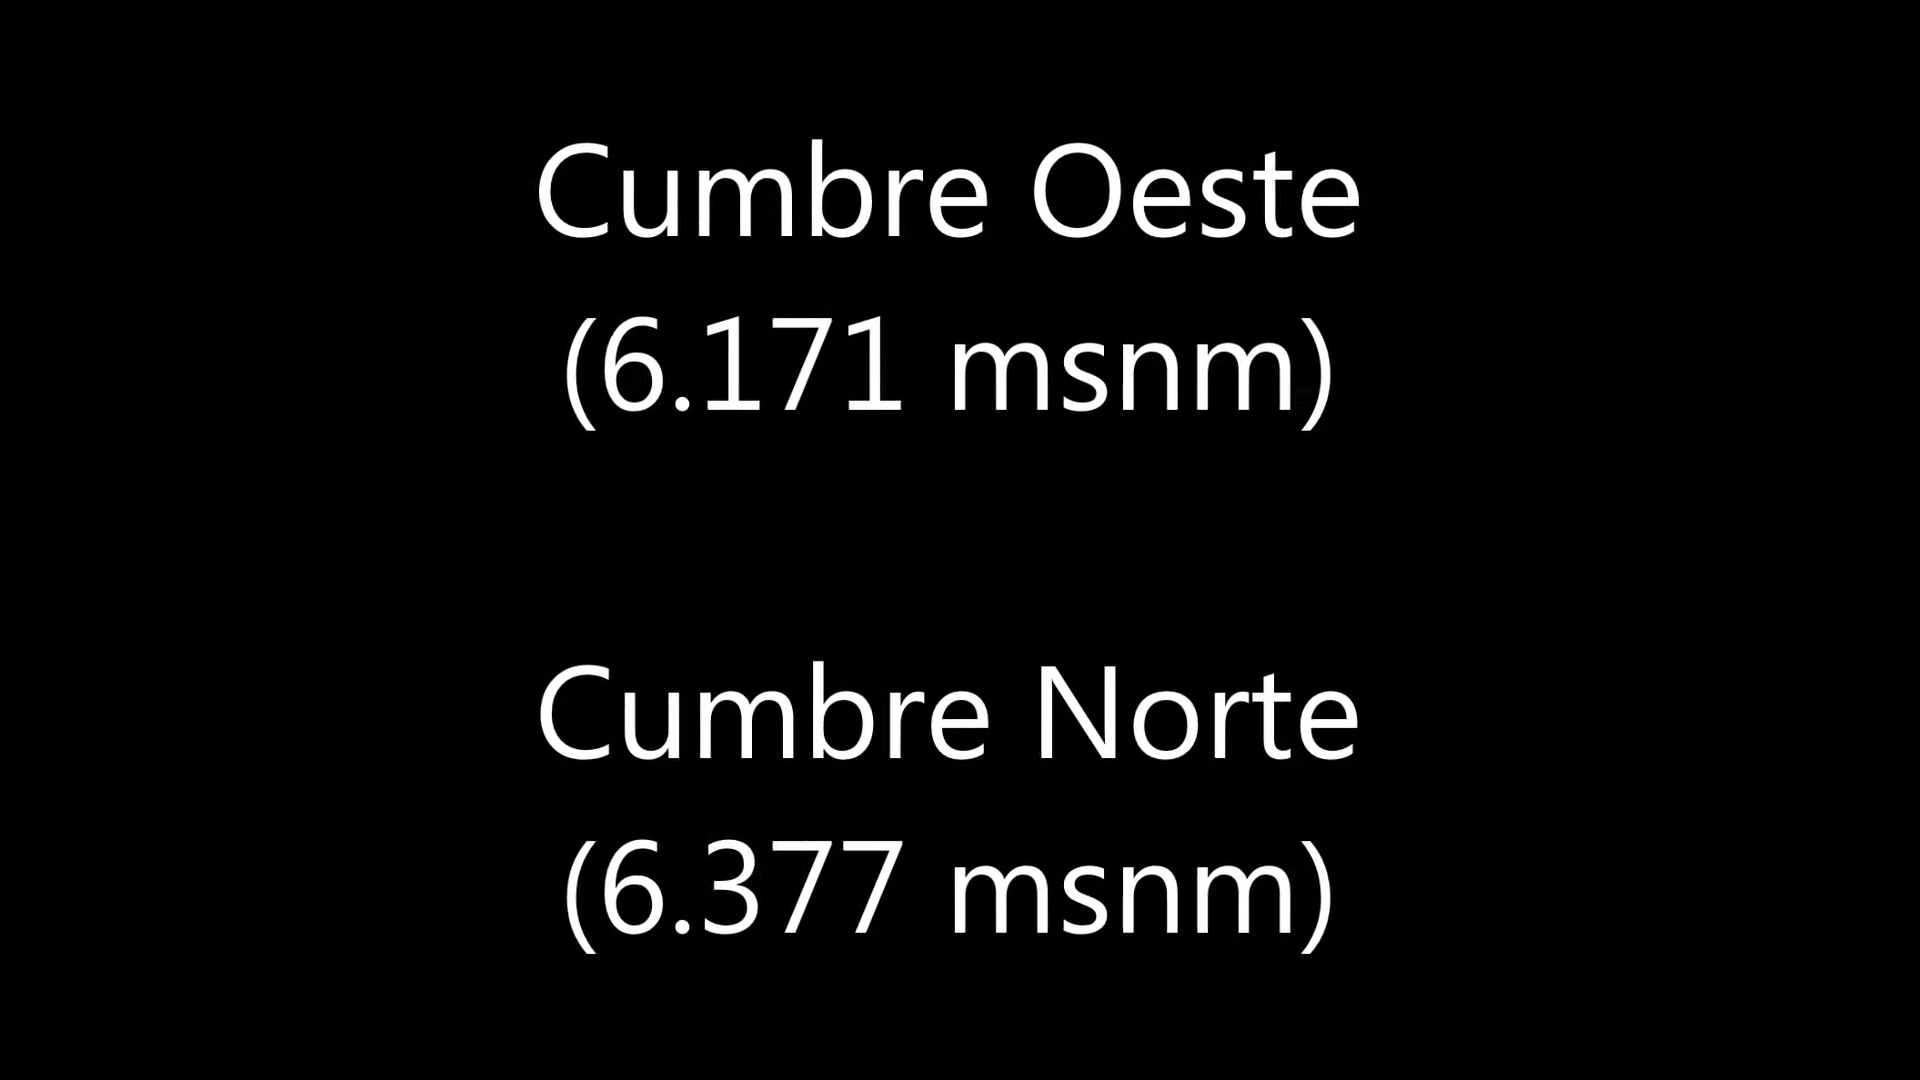 Cumbre Oeste
(6.171 msnm)
Cumbre Norte
(6.377 msnm)